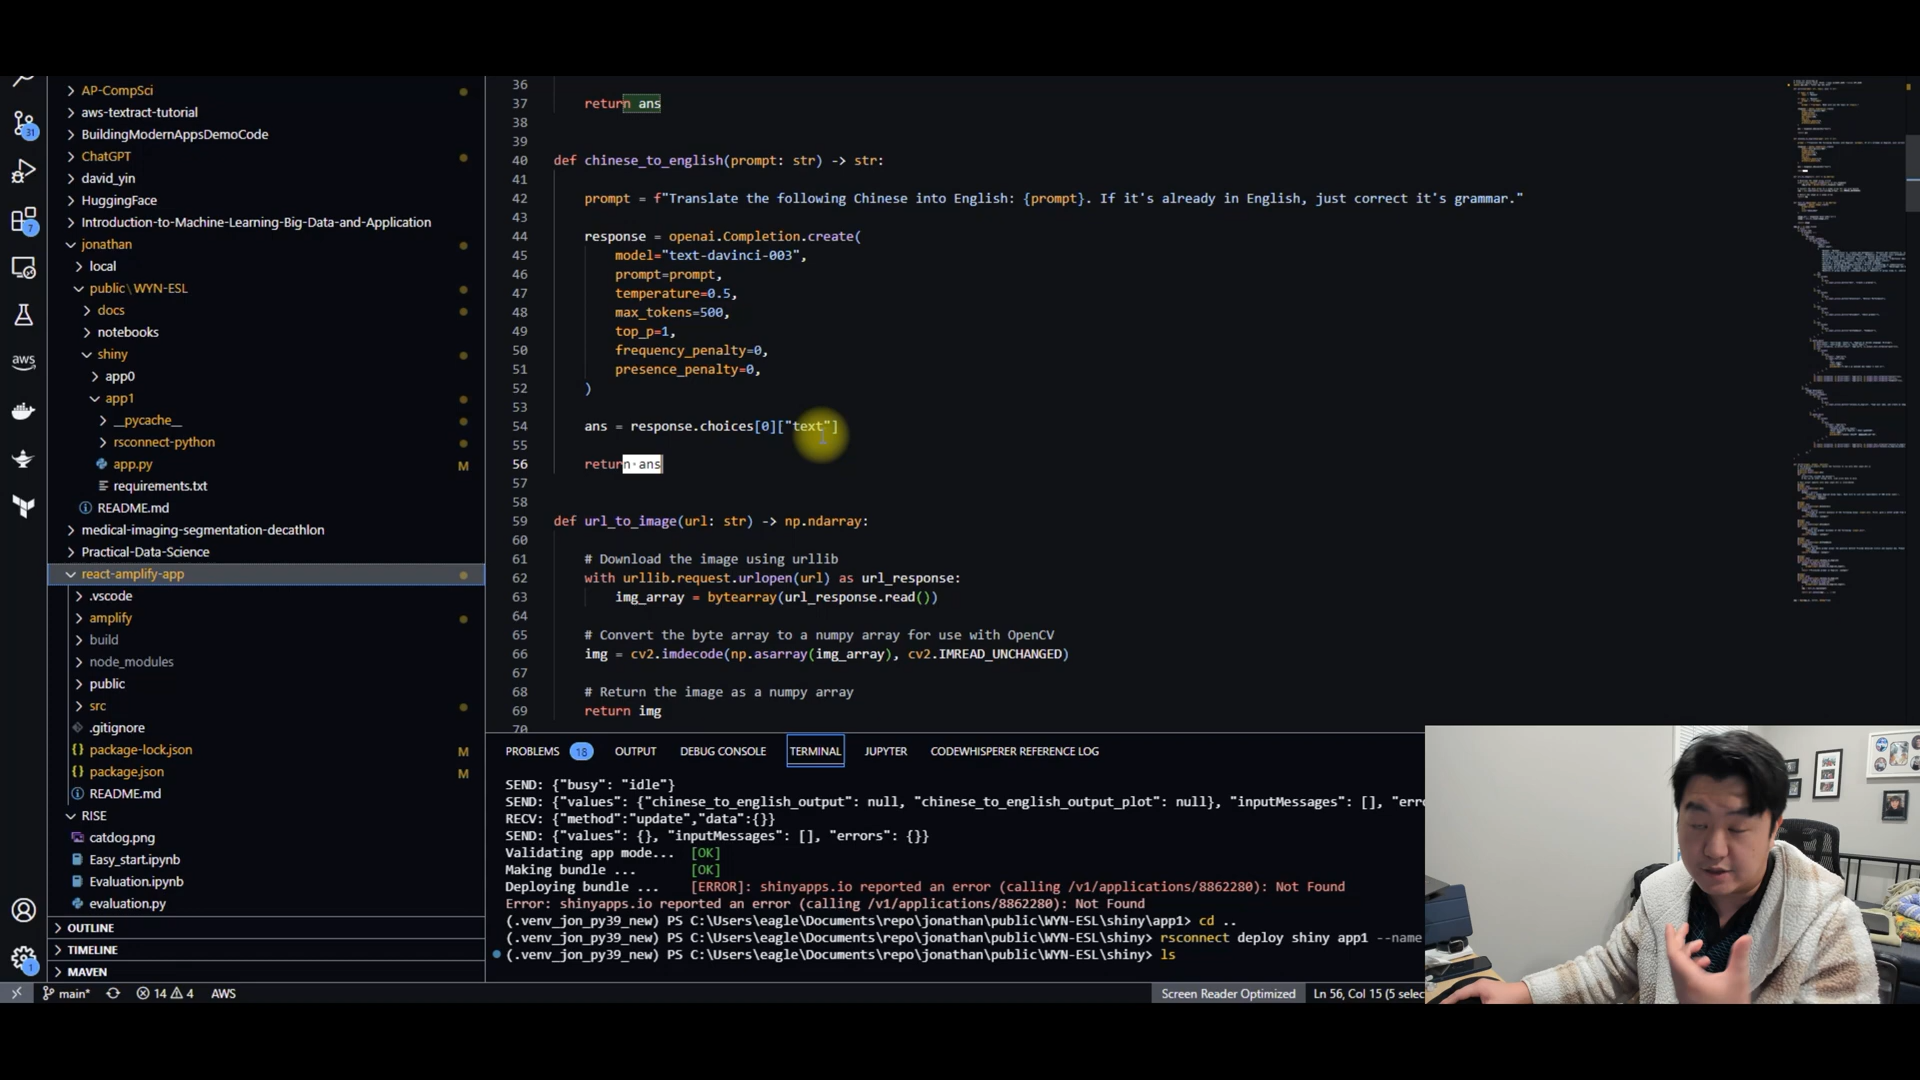 AP-CompSci
aws-textract-tutorial
BuildingModernAppsDemoCode
ChatGPT
david_yin
HuggingFace
Introduction-to-Machine-Learning-Big-Data-and-Application
jonathan
local
public\WYN-ESL
docs
notebooks
shiny
app0
app1
__pycache__
rsconnect-python
app.py M
requirements.txt
README.md
medical-imaging-segmentation-decathlon
Practical-Data-Science
react-amplify-app
.vscode
amplify
build
node_modules
public
src
.gitignore
package-lock.json M
package.json M
README.md
RISE
catdog.png
Easy_start.ipynb
Evaluation.ipynb
evaluation.py
OUTLINE
TIMELINE
MAVEN
31
7
aws
1
36
37 return ans
38
39
40 def chinese_to_english(prompt: str) -> str:
41
42 prompt = f"Translate the following Chinese into English: {prompt}. If it's already in English, just correct it's grammar."
43
44 response = openai.Completion.create(
45 model="text-davinci-003",
46 prompt=prompt,
47 temperature=0.5,
48 max_tokens=500,
49 top_p=1,
50 frequency_penalty=0,
51 presence_penalty=0,
52 )
53
54 ans = response.choices[0]["text"]
55
56 return ans
57
58
59 def url_to_image(url: str) -> np.ndarray:
60
61 # Download the image using urllib
62 with urllib.request.urlopen(url) as url_response:
63 img_array = bytearray(url_response.read())
64
65 # Convert the byte array to a numpy array for use with OpenCV
66 img = cv2.imdecode(np.asarray(img_array), cv2.IMREAD_UNCHANGED)
67
68 # Return the image as a numpy array
69 return img
70
PROBLEMS 18 OUTPUT DEBUG CONSOLE TERMINAL JUPYTER CODEWHISPERER REFERENCE LOG
SEND: {"busy": "idle"}
SEND: {"values": {"chinese_to_english_output": null, "chinese_to_english_output_plot": null}, "inputMessages": [], "erro
RECV: {"method":"update","data":{}}
SEND: {"values": {}, "inputMessages": [], "errors": {}}
Validating app mode... [OK]
Making bundle ... [OK]
Deploying bundle ... [ERROR]: shinyapps.io reported an error (calling /v1/applications/8862280): Not Found
Error: shinyapps.io reported an error (calling /v1/applications/8862280): Not Found
(.venv_jon_py39_new) PS C:\Users\eagle\Documents\repo\jonathan\public\WYN-ESL\shiny\app1> cd ..
(.venv_jon_py39_new) PS C:\Users\eagle\Documents\repo\jonathan\public\WYN-ESL\shiny> rsconnect deploy shiny app1 --name
(.venv_jon_py39_new) PS C:\Users\eagle\Documents\repo\jonathan\public\WYN-ESL\shiny> ls
main* 14 4 AWS Screen Reader Optimized Ln 56, Col 15 (5 selec